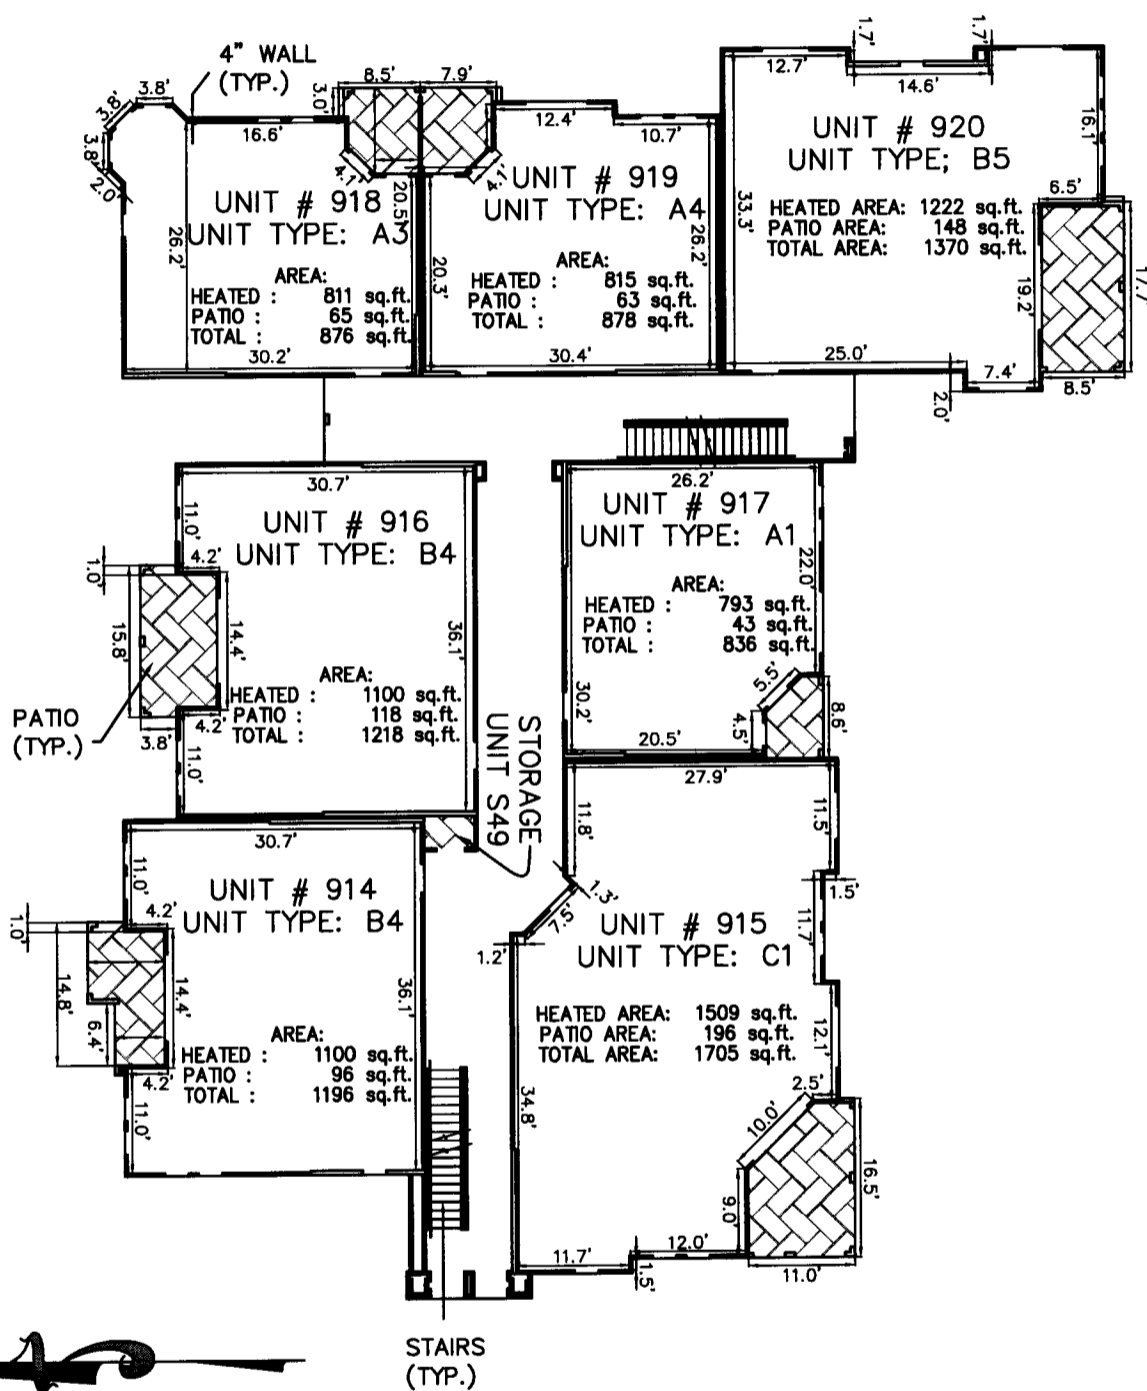 4" WALL
(TYP.)
3.8'
3.8'
3.8'
2.0'
16.6'
3.0'
8.5'
7.9'
4.1'
4.1'
12.4'
10.7'
UNIT # 918
UNIT TYPE: A3
AREA:
HEATED : 811 sq.ft.
PATIO : 65 sq.ft.
TOTAL : 876 sq.ft.
26.2'
20.5'
30.2'
UNIT # 919
UNIT TYPE: A4
AREA:
HEATED : 815 sq.ft.
PATIO : 63 sq.ft.
TOTAL : 878 sq.ft.
20.3'
26.2'
30.4'
12.7'
1.7'
1.7'
14.6'
16.1'
UNIT # 920
UNIT TYPE; B5
HEATED AREA: 1222 sq.ft.
PATIO AREA: 148 sq.ft.
TOTAL AREA: 1370 sq.ft.
33.3'
6.5'
19.2'
17.7'
25.0'
7.4'
2.0'
8.5'
30.7'
11.0'
UNIT # 916
UNIT TYPE: B4
4.2'
1.0'
15.8'
14.4'
36.1'
AREA:
HEATED : 1100 sq.ft.
PATIO : 118 sq.ft.
TOTAL : 1218 sq.ft.
4.2'
3.8'
11.0'
PATIO
(TYP.)
26.2'
UNIT # 917
UNIT TYPE: A1
22.0'
AREA:
HEATED : 793 sq.ft.
PATIO : 43 sq.ft.
TOTAL : 836 sq.ft.
30.2'
5.5'
4.5'
8.6'
20.5'
STORAGE
UNIT S49
30.7'
11.0'
UNIT # 914
UNIT TYPE: B4
4.2'
1.0'
14.8'
6.4'
14.4'
36.1'
AREA:
HEATED : 1100 sq.ft.
PATIO : 96 sq.ft.
TOTAL : 1196 sq.ft.
4.2'
11.0'
27.9'
11.8'
11.5'
1.5'
1.3'
7.5'
1.2'
11.7'
UNIT # 915
UNIT TYPE: C1
HEATED AREA: 1509 sq.ft.
PATIO AREA: 196 sq.ft.
TOTAL AREA: 1705 sq.ft.
12.1'
2.5'
34.8'
10.0'
9.0'
16.5'
11.7'
12.0'
1.5'
11.0'
STAIRS
(TYP.)